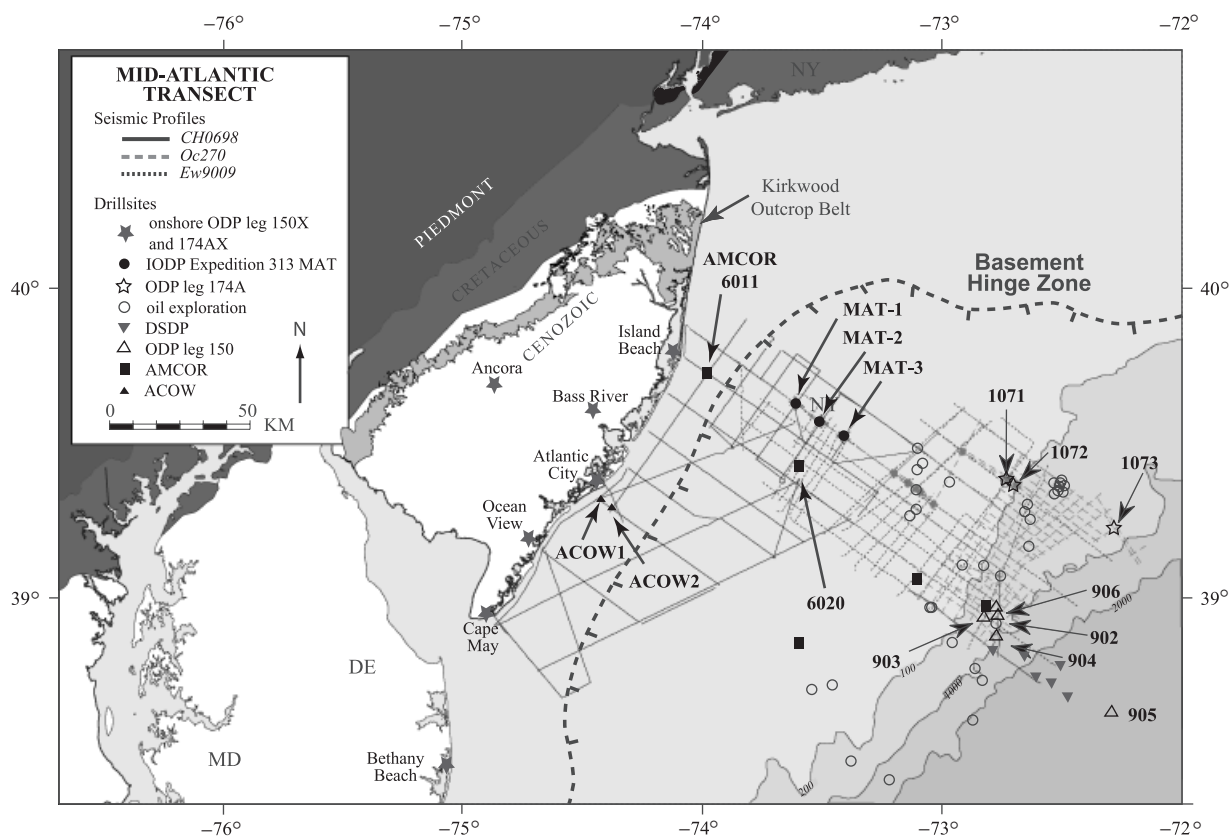 −76°
−75°
−74°
−73°
−72°
MID-ATLANTIC
TRANSECT
Seismic Profiles
CH0698
Oc270
Ew9009
Drillsites
onshore ODP leg 150X
and 174AX
IODP Expedition 313 MAT
ODP leg 174A
oil exploration
DSDP
ODP leg 150
AMCOR
ACOW
N
0
50
KM
NY
PIEDMONT
CRETACEOUS
CENOZOIC
Kirkwood
Outcrop Belt
Basement
Hinge Zone
40°
40°
AMCOR
6011
MAT-1
MAT-2
MAT-3
NY
Island
Beach
Ancora
Bass River
Atlantic
City
Ocean
View
ACOW1
ACOW2
1071
1072
1073
6020
39°
39°
Cape
May
906
902
903
904
905
2000
100
1000
200
DE
MD
Bethany
Beach
−76°
−75°
−74°
−73°
−72°